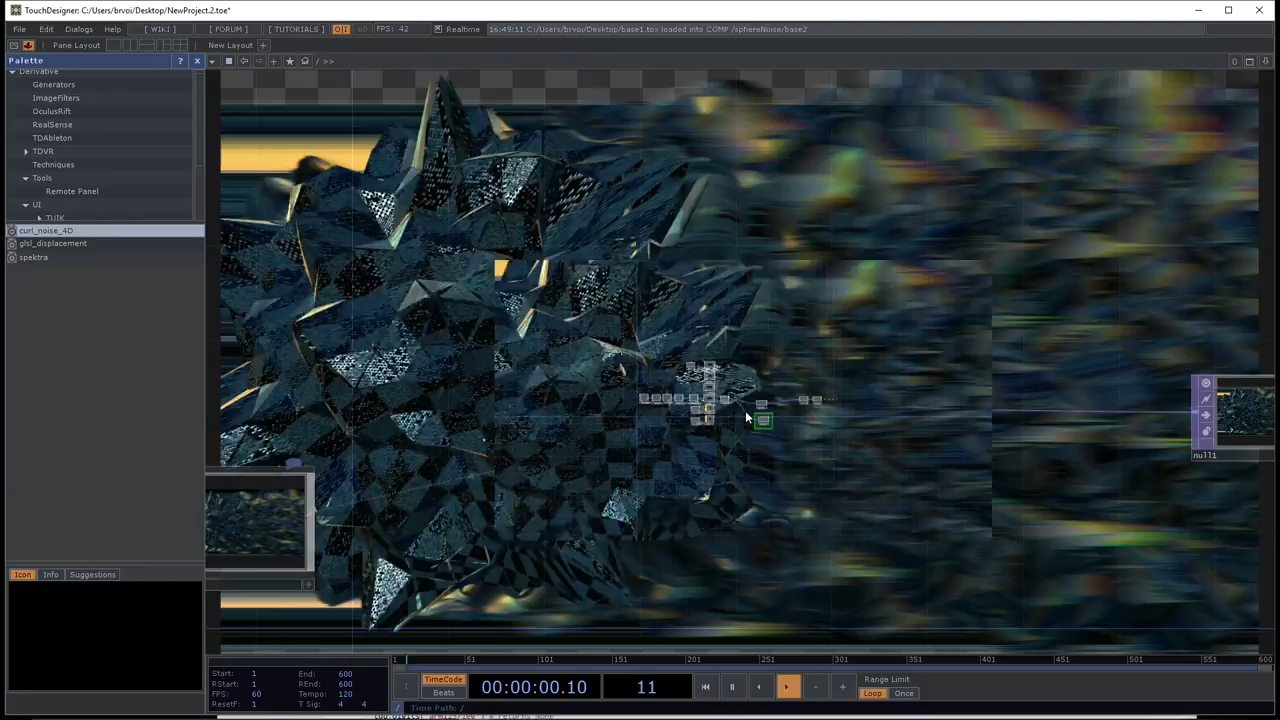 TouchDesigner: C:/Users/brvoi/Desktop/NewProject.2.toe*
File Edit Dialogs Help [ WIKI ] [ FORUM ] [ TUTORIALS ] O|I FPS: 42 Realtime 16:49:11 C:/Users/brvoi/Desktop/base1.tox loaded into COMP /sphereNoise/base2
Pane Layout New Layout +
Palette ? x / >> 0
Derivative
Generators
ImageFilters
OculusRift
RealSense
TDAbleton
TDVR
Techniques
Tools
Remote Panel
UI
TUIK
curl_noise_4D
glsl_displacement
spektra
null1
Icon Info Suggestions
1 51 101 151 201 251 301 351 401 451 501 551 600
Start: 1 End: 600
RStart: 1 REnd: 600
FPS: 60 Tempo: 120
ResetF: 1 T Sig: 4 4
TimeCode
Beats
00:00:00.10 11
Range Limit
Loop Once
/ Time Path: /